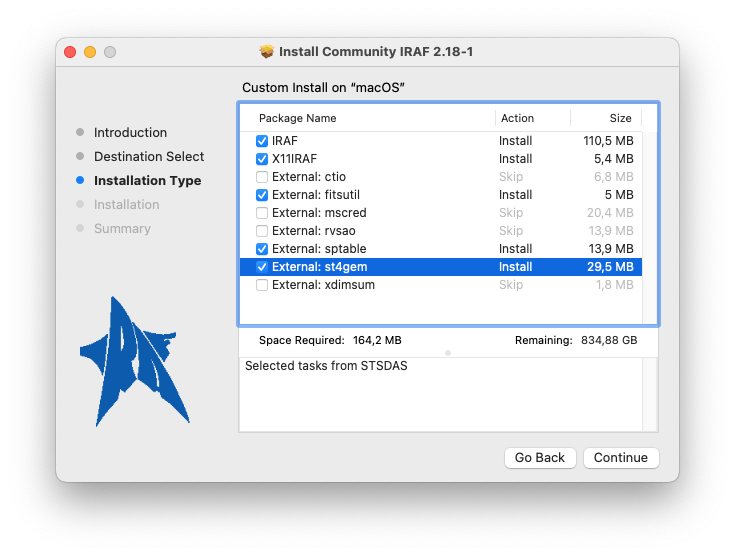 Install Community IRAF 2.18-1
Custom Install on “macOS”
Introduction
Destination Select
Installation Type
Installation
Summary
Package Name Action Size
IRAF Install 110,5 MB
X11IRAF Install 5,4 MB
External: ctio Skip 6,8 MB
External: fitsutil Install 5 MB
External: mscred Skip 20,4 MB
External: rvsao Skip 13,9 MB
External: sptable Install 13,9 MB
External: st4gem Install 29,5 MB
External: xdimsum Skip 1,8 MB
Space Required: 164,2 MB Remaining: 834,88 GB
Selected tasks from STSDAS
Go Back Continue